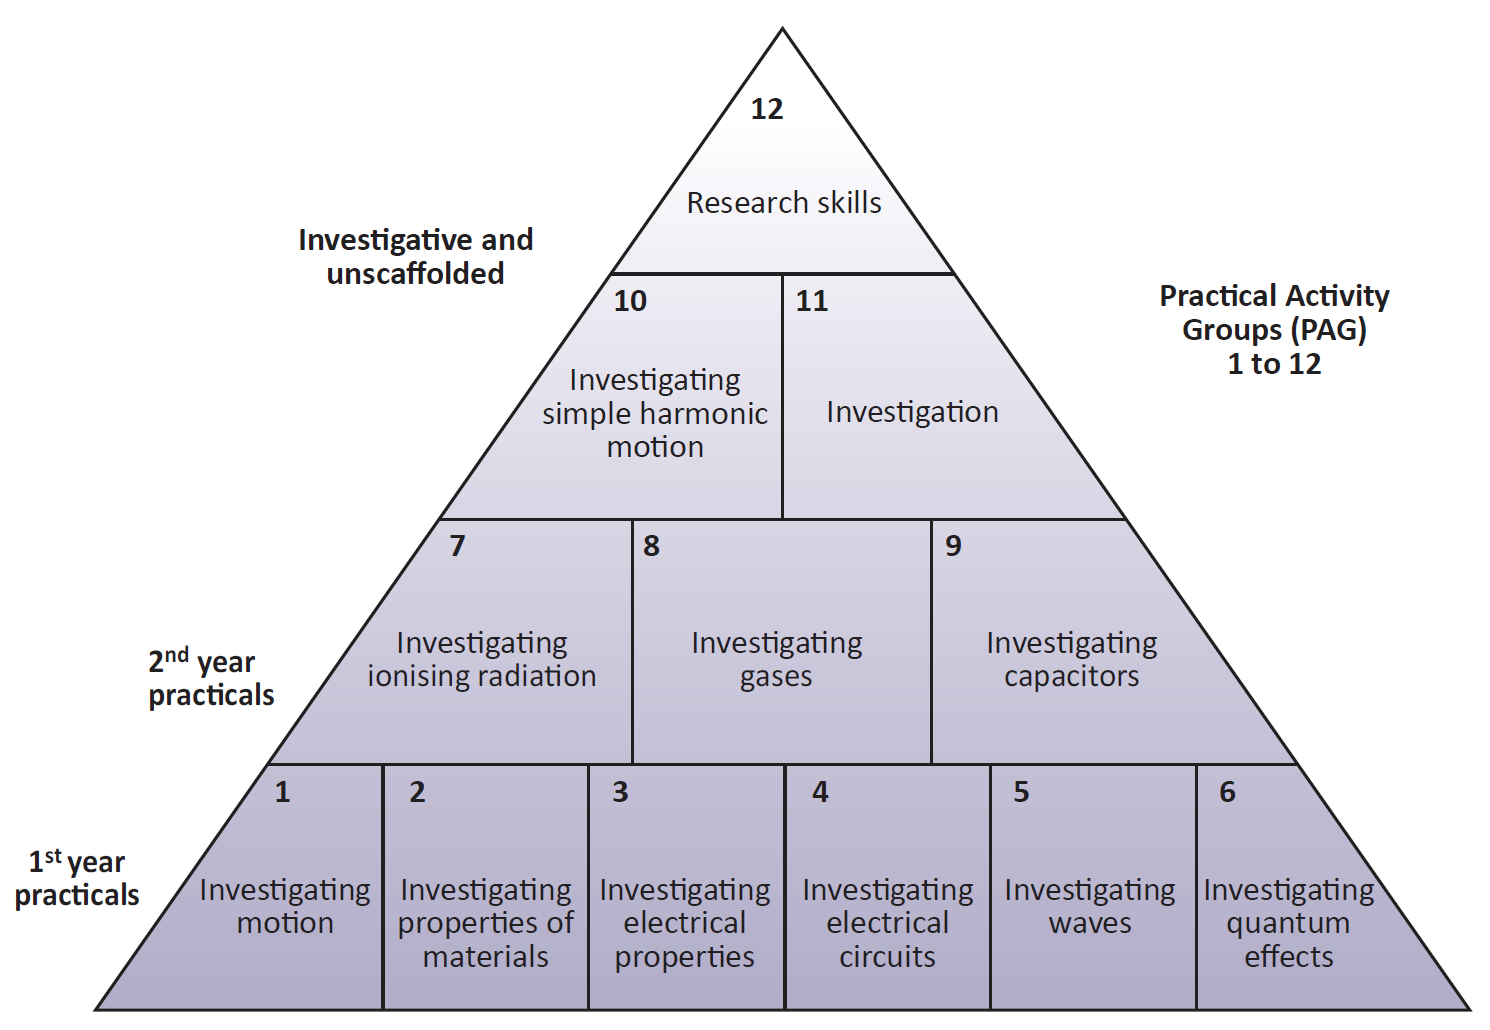 12
Research skills
Investigative and
unscaffolded
Practical Activity
Groups (PAG)
1 to 12
10
Investigating
simple harmonic
motion
11
Investigation
2nd year
practicals
7
Investigating
ionising radiation
8
Investigating
gases
9
Investigating
capacitors
1st year
practicals
1
Investigating
motion
2
Investigating
properties of
materials
3
Investigating
electrical
properties
4
Investigating
electrical
circuits
5
Investigating
waves
6
Investigating
quantum
effects